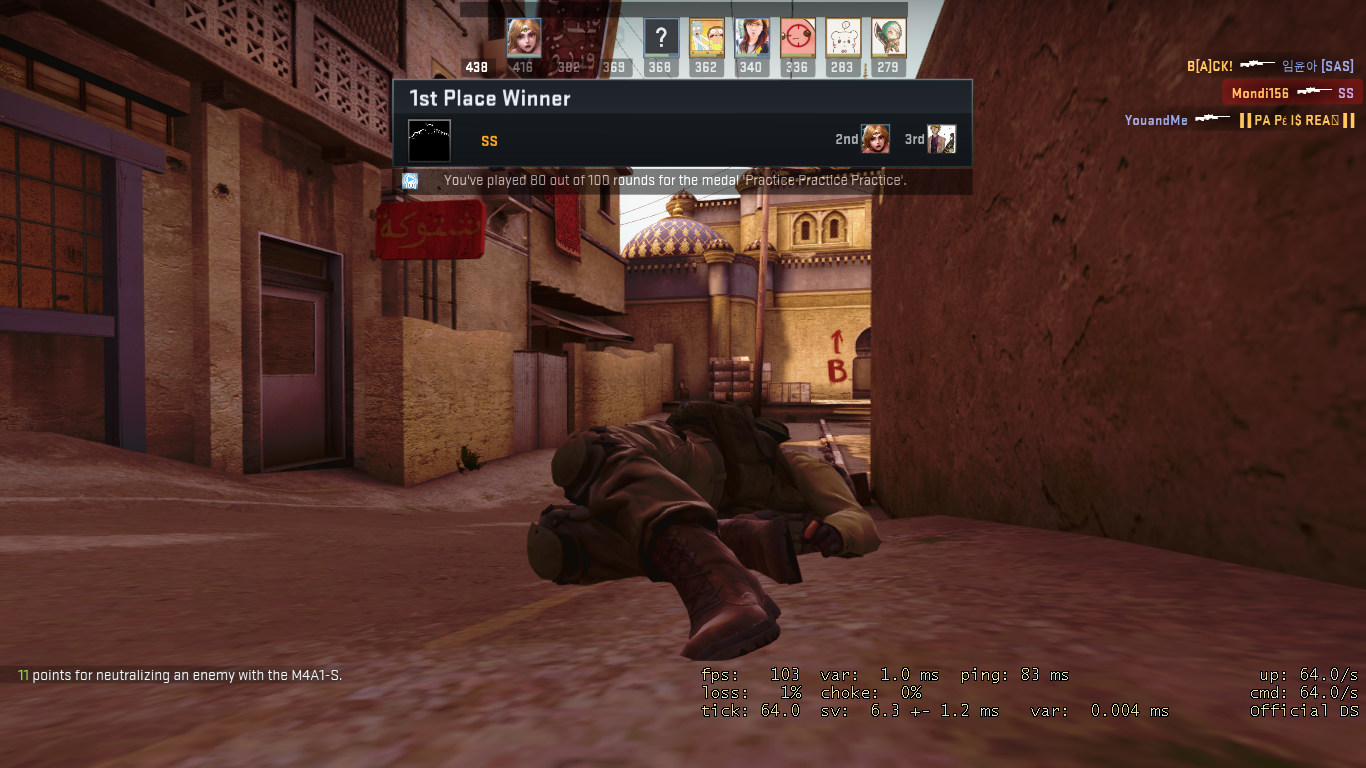 ?
438 416 382 369 368 362 340 336 283 279
B[A]CK! 임윤아 [SAS]
Mondi156 SS
YouandMe
1st Place Winner
SS
2nd 3rd
You've played 80 out of 100 rounds for the medal 'Practice Practice Practice'.
شتوكة
B
11 points for neutralizing an enemy with the M4A1-S.
fps: 103 var: 1.0 ms ping: 83 ms
loss: 1% choke: 0%
tick: 64.0 sv: 6.3 +- 1.2 ms var: 0.004 ms
up: 64.0/s
cmd: 64.0/s
Official DS